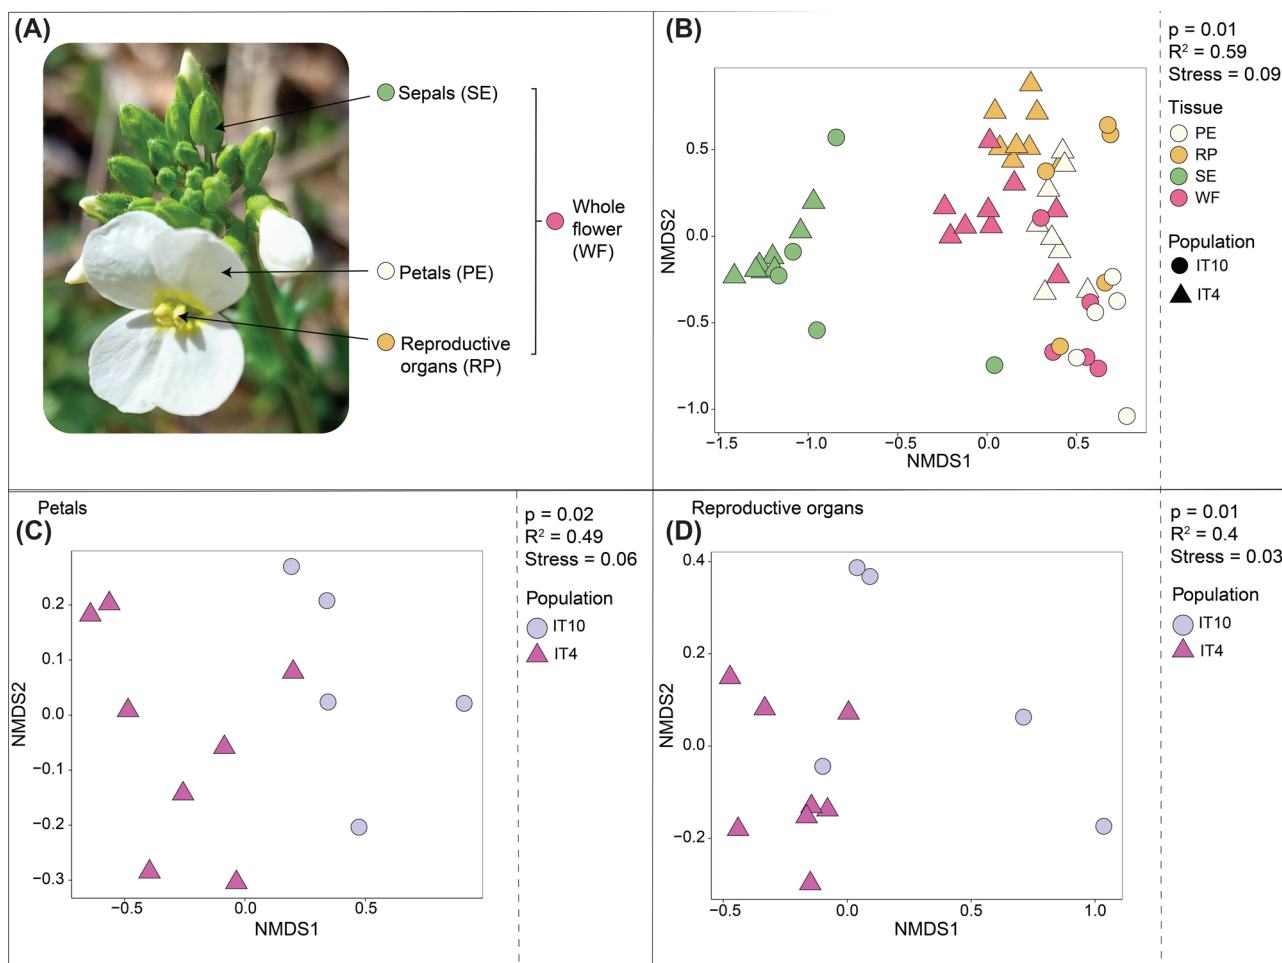 (A)
Sepals (SE)
Petals (PE)
Reproductive
organs (RP)
Whole
flower
(WF)
(B)
0.5
0.0
−0.5
−1.0
NMDS2
−1.5
−1.0
−0.5
0.0
0.5
NMDS1
p = 0.01
R² = 0.59
Stress = 0.09
Tissue
PE
RP
SE
WF
Population
IT10
IT4
Petals
(C)
0.2
0.1
0.0
−0.1
−0.2
−0.3
NMDS2
−0.5
0.0
0.5
NMDS1
p = 0.02
R² = 0.49
Stress = 0.06
Population
IT10
IT4
Reproductive organs
(D)
0.4
0.2
0.0
−0.2
NMDS2
−0.5
0.0
0.5
1.0
NMDS1
p = 0.01
R² = 0.4
Stress = 0.03
Population
IT10
IT4